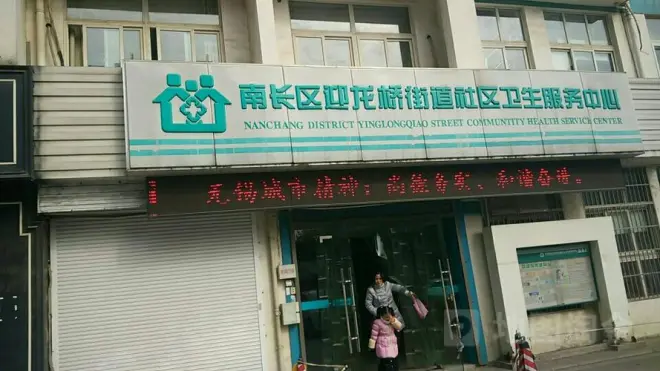 南长区迎龙桥街道社区卫生服务中心
NANCHANG DISTRICT YINGLONGQIAO STREET COMMUNTITY HEALTH SERVICE CENTER
无锡城市精神：尚德务实、和谐奋进。